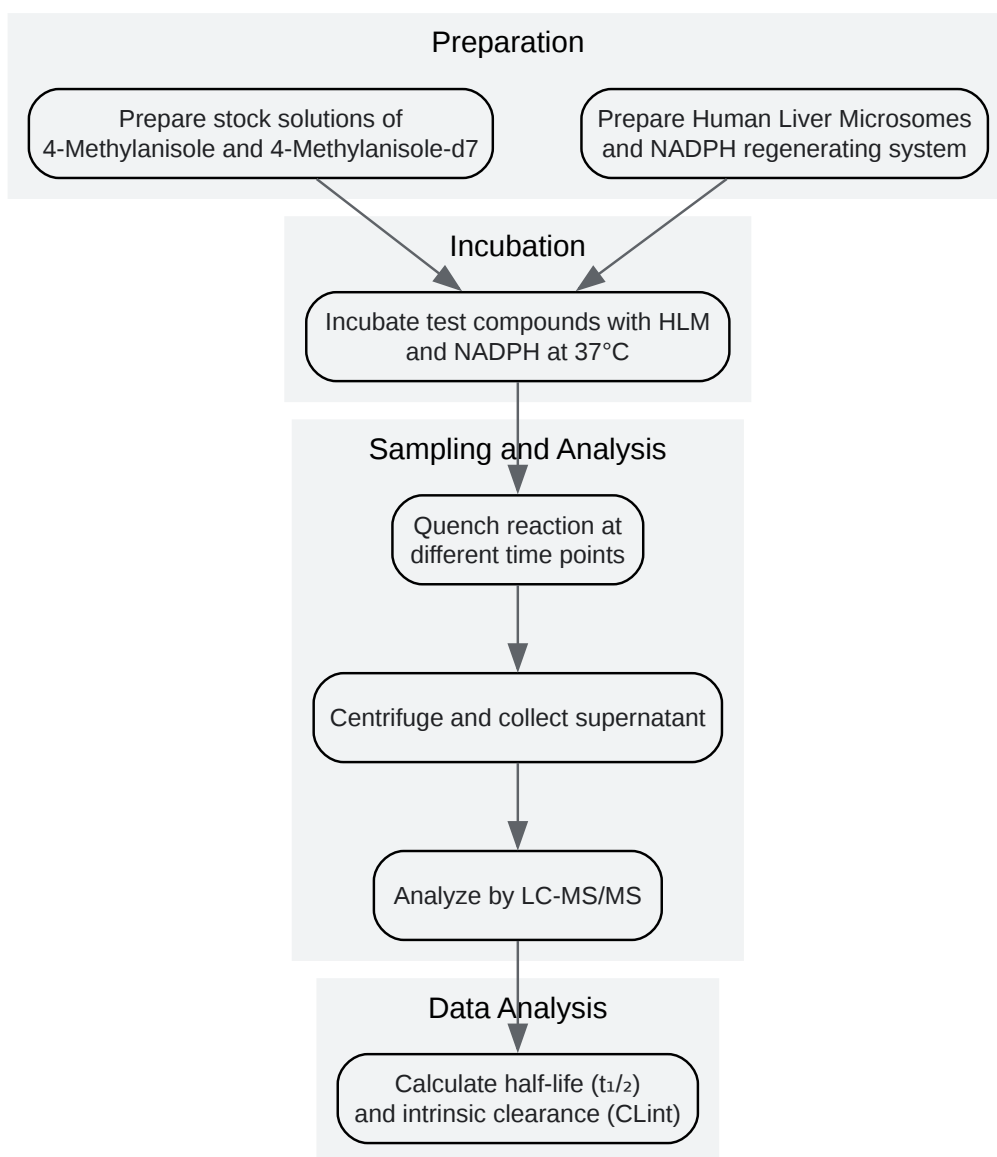 Preparation
Prepare stock solutions of
4-Methylanisole and 4-Methylanisole-d7
Prepare Human Liver Microsomes
and NADPH regenerating system
Incubation
Incubate test compounds with HLM
and NADPH at 37°C
Sampling and Analysis
Quench reaction at
different time points
Centrifuge and collect supernatant
Analyze by LC-MS/MS
Data Analysis
Calculate half-life (t₁/₂)
and intrinsic clearance (CLint)